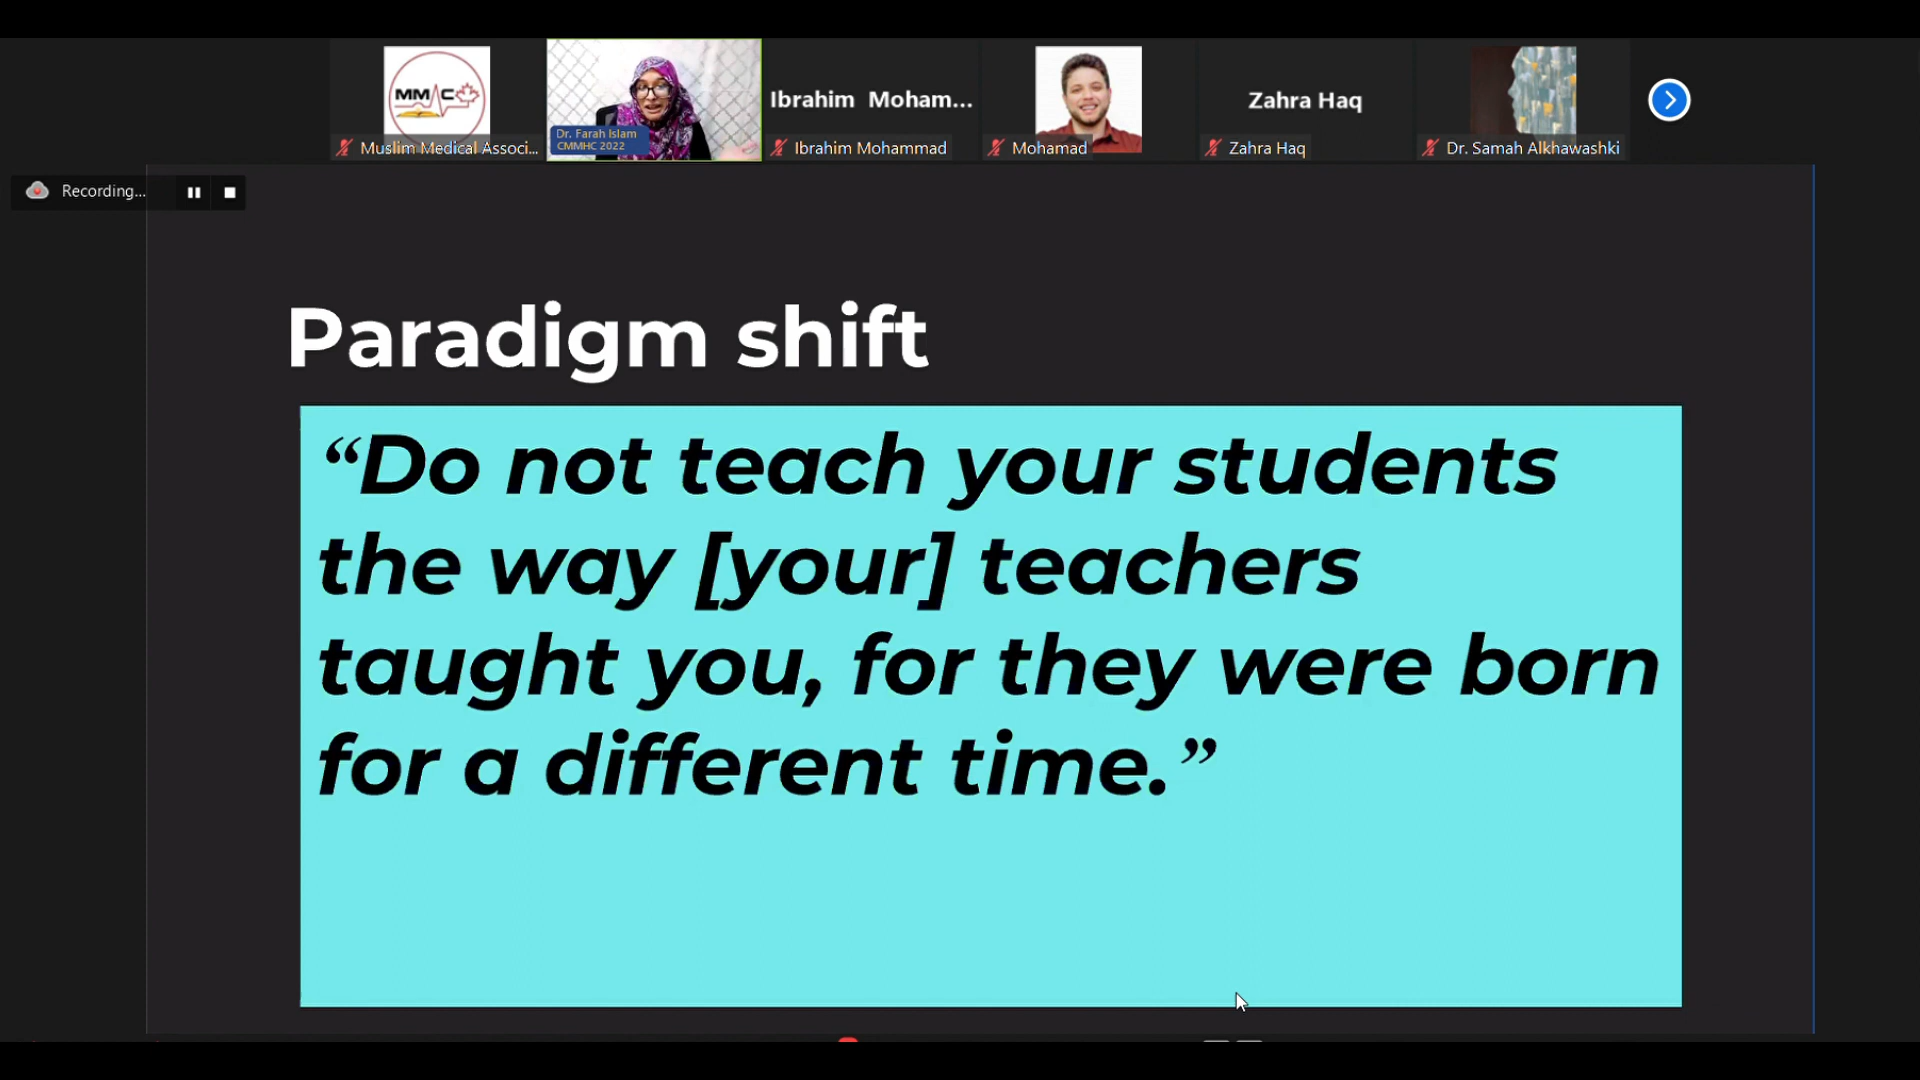 MMAC
Dr. Farah Islam
CMMHC 2022
Ibrahim Moham...
Zahra Haq
Muslim Medical Associ...
Ibrahim Mohammad
Mohamad
Zahra Haq
Dr. Samah Alkhawashki
Recording...
Paradigm shift
“Do not teach your students
the way [your] teachers
taught you, for they were born
for a different time.”